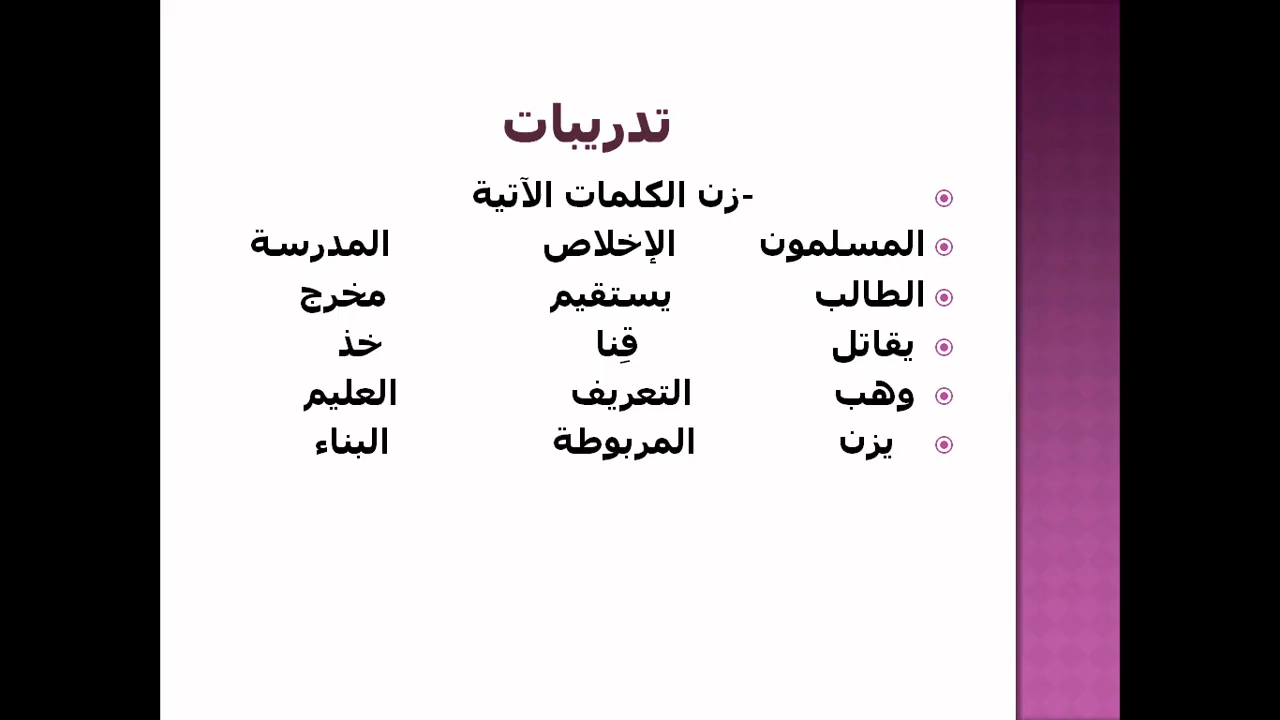 تدريبات
-زن الكلمات الآتية
المسلمون الإخلاص المدرسة
الطالب يستقيم مخرج
يقاتل قِنا خذ
وهب التعريف العليم
يزن المربوطة البناء